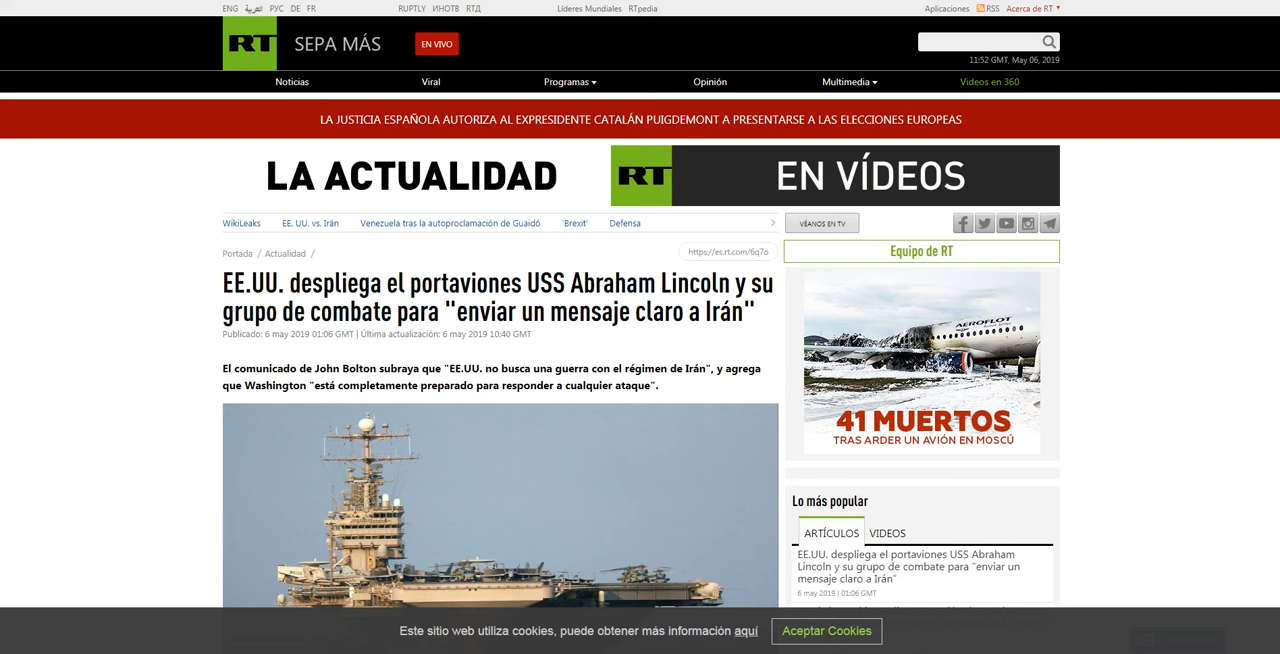 ENG العربية РУС DE FR RUPTLY ИНОТВ РТД Líderes Mundiales RTpedia Aplicaciones RSS Acerca de RT
RT SEPA MÁS EN VIVO
11:52 GMT, May 06, 2019
Noticias Viral Programas Opinión Multimedia Videos en 360
LA JUSTICIA ESPAÑOLA AUTORIZA AL EXPRESIDENTE CATALÁN PUIGDEMONT A PRESENTARSE A LAS ELECCIONES EUROPEAS
LA ACTUALIDAD RT EN VÍDEOS
WikiLeaks EE. UU. vs. Irán Venezuela tras la autoproclamación de Guaidó 'Brexit' Defensa VÉANOS EN TV
Portada / Actualidad / https://es.rt.com/6q7o
Equipo de RT
EE.UU. despliega el portaviones USS Abraham Lincoln y su
grupo de combate para "enviar un mensaje claro a Irán"
Publicado: 6 may 2019 01:06 GMT | Última actualización: 6 may 2019 10:40 GMT
El comunicado de John Bolton subraya que "EE.UU. no busca una guerra con el régimen de Irán", y agrega
que Washington "está completamente preparado para responder a cualquier ataque".
AEROFLOT
41 MUERTOS
TRAS ARDER UN AVIÓN EN MOSCÚ
Lo más popular
ARTÍCULOS VIDEOS
EE.UU. despliega el portaviones USS Abraham
Lincoln y su grupo de combate para "enviar un
mensaje claro a Irán"
6 may 2019 | 01:06 GMT
Este sitio web utiliza cookies, puede obtener más información aquí Aceptar Cookies